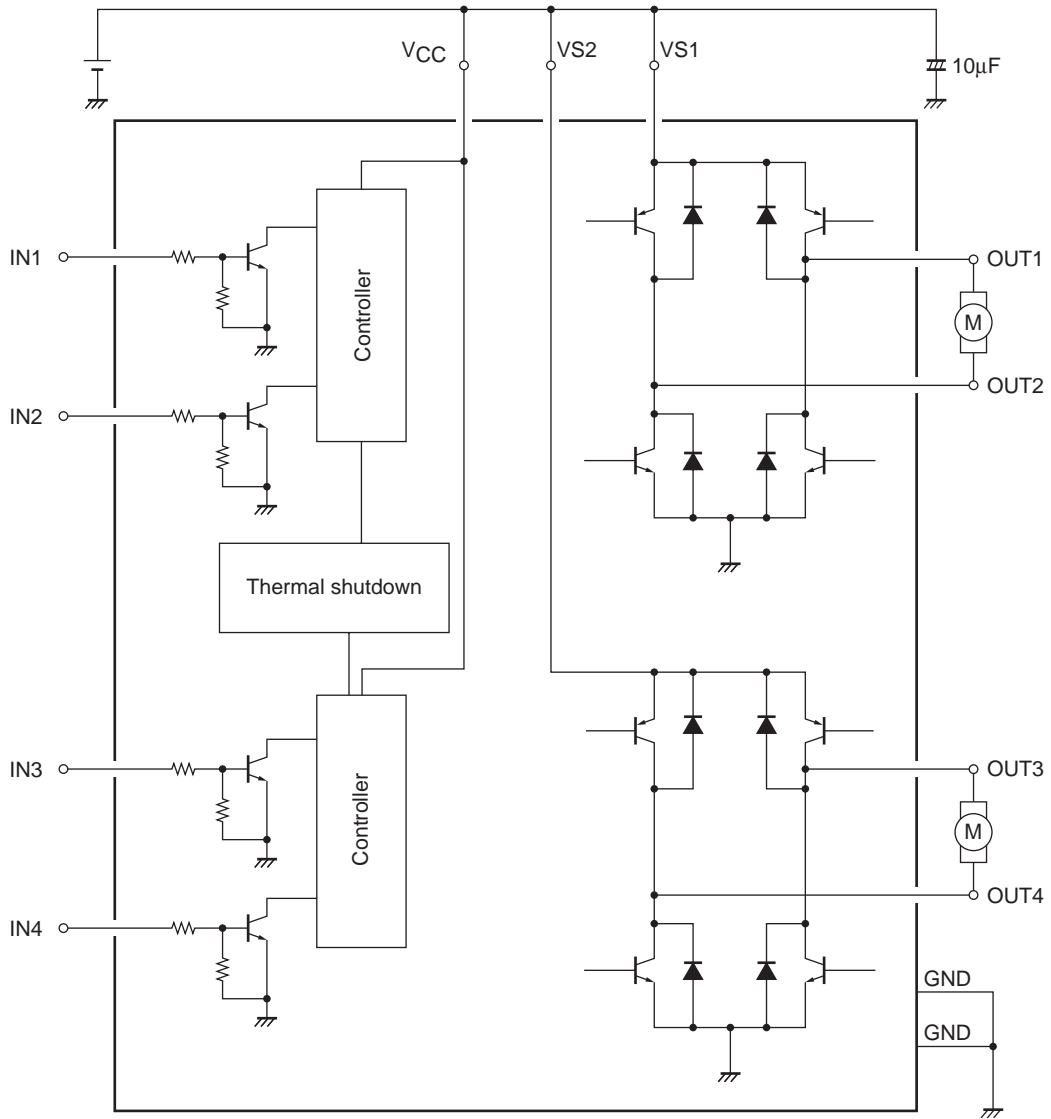 VCC
VS2
VS1
10μF
IN1
Controller
OUT1
M
IN2
OUT2
Thermal shutdown
IN3
Controller
OUT3
M
IN4
OUT4
GND
GND